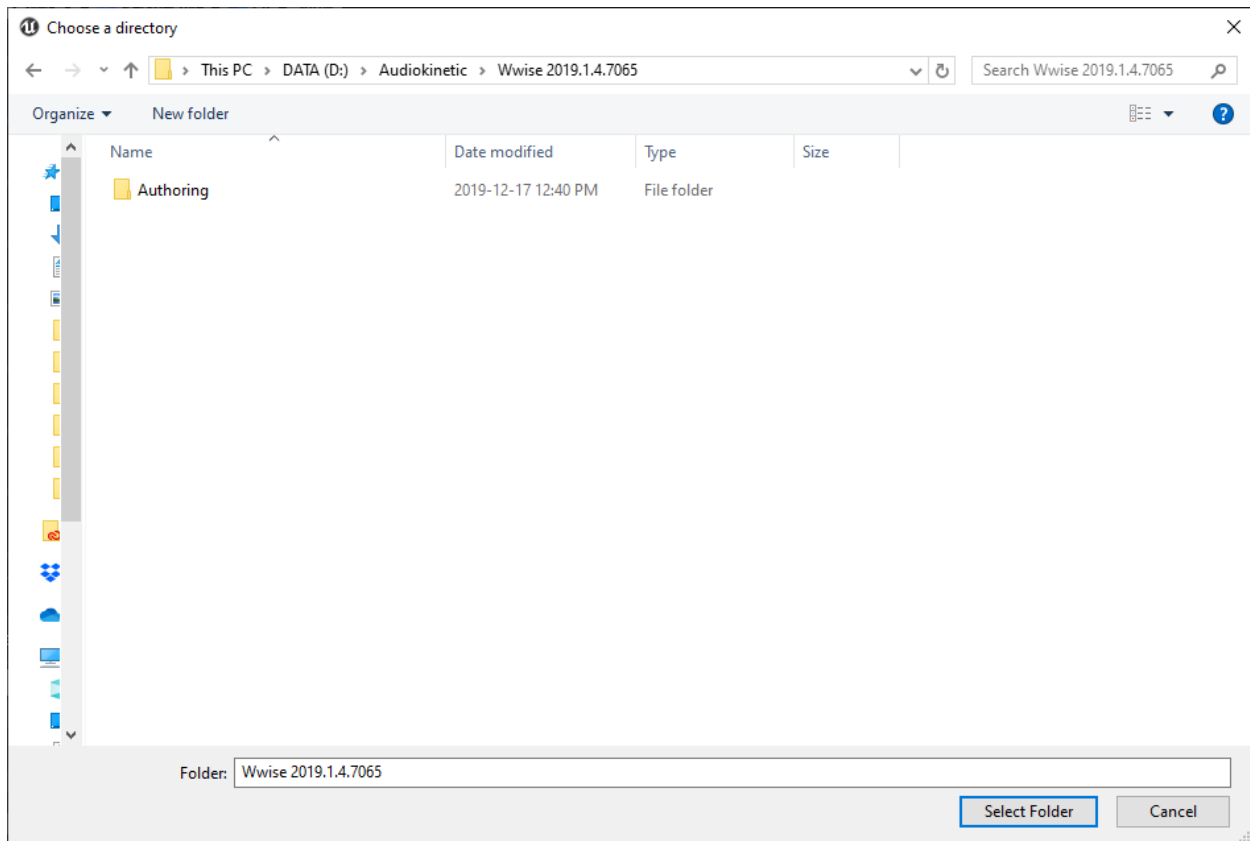 Choose a directory
This PC > DATA (D:) > Audiokinetic > Wwise 2019.1.4.7065
Search Wwise 2019.1.4.7065
Organize New folder
?
Name Date modified Type Size
Authoring 2019-12-17 12:40 PM File folder
Folder: Wwise 2019.1.4.7065
Select Folder Cancel